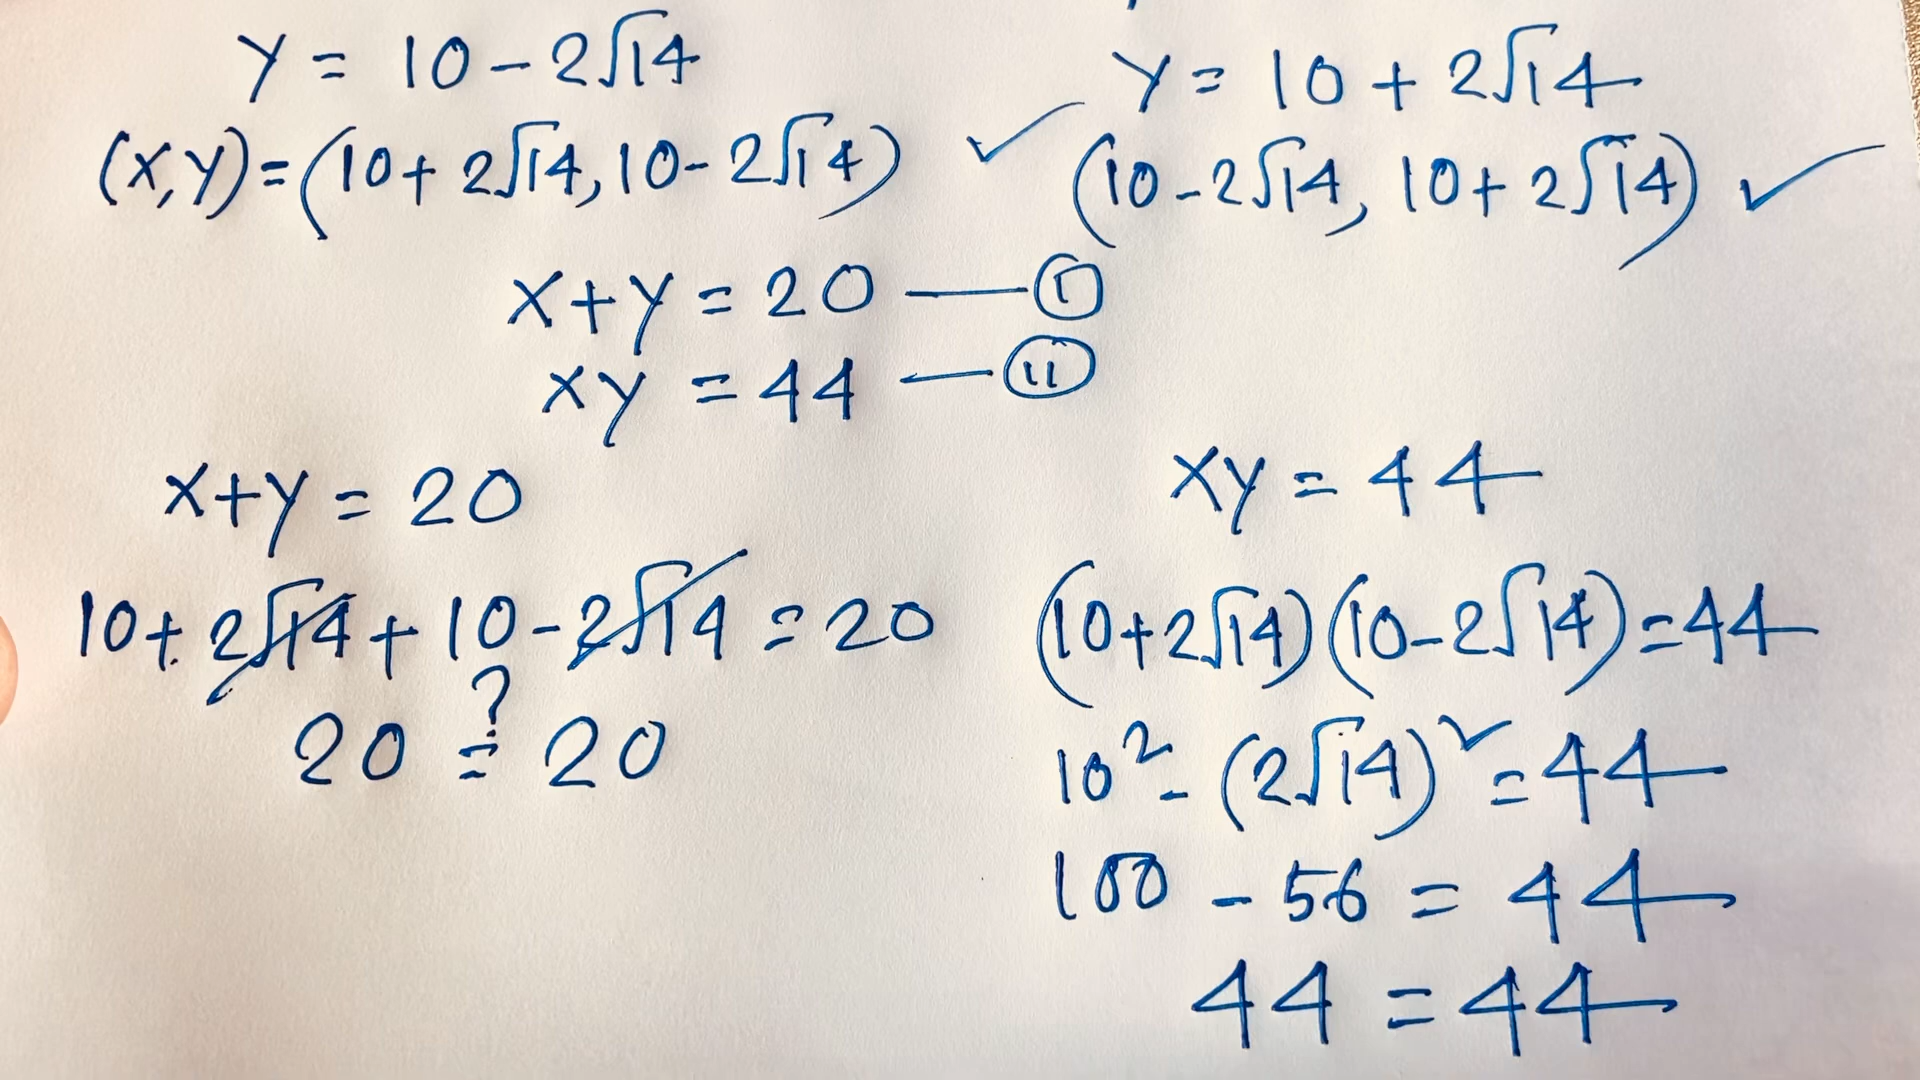 y = 10 - 2√14
y = 10 + 2√14
(x,y) = (10 + 2√14, 10 - 2√14) ✓
(10 - 2√14, 10 + 2√14) ✓
x + y = 20 — (i)
xy = 44 — (ii)
x + y = 20
xy = 44
10 + 2√14 + 10 - 2√14 = 20
(10 + 2√14)(10 - 2√14) = 44
20 ≟ 20
10² - (2√14)² = 44
100 - 56 = 44
44 = 44